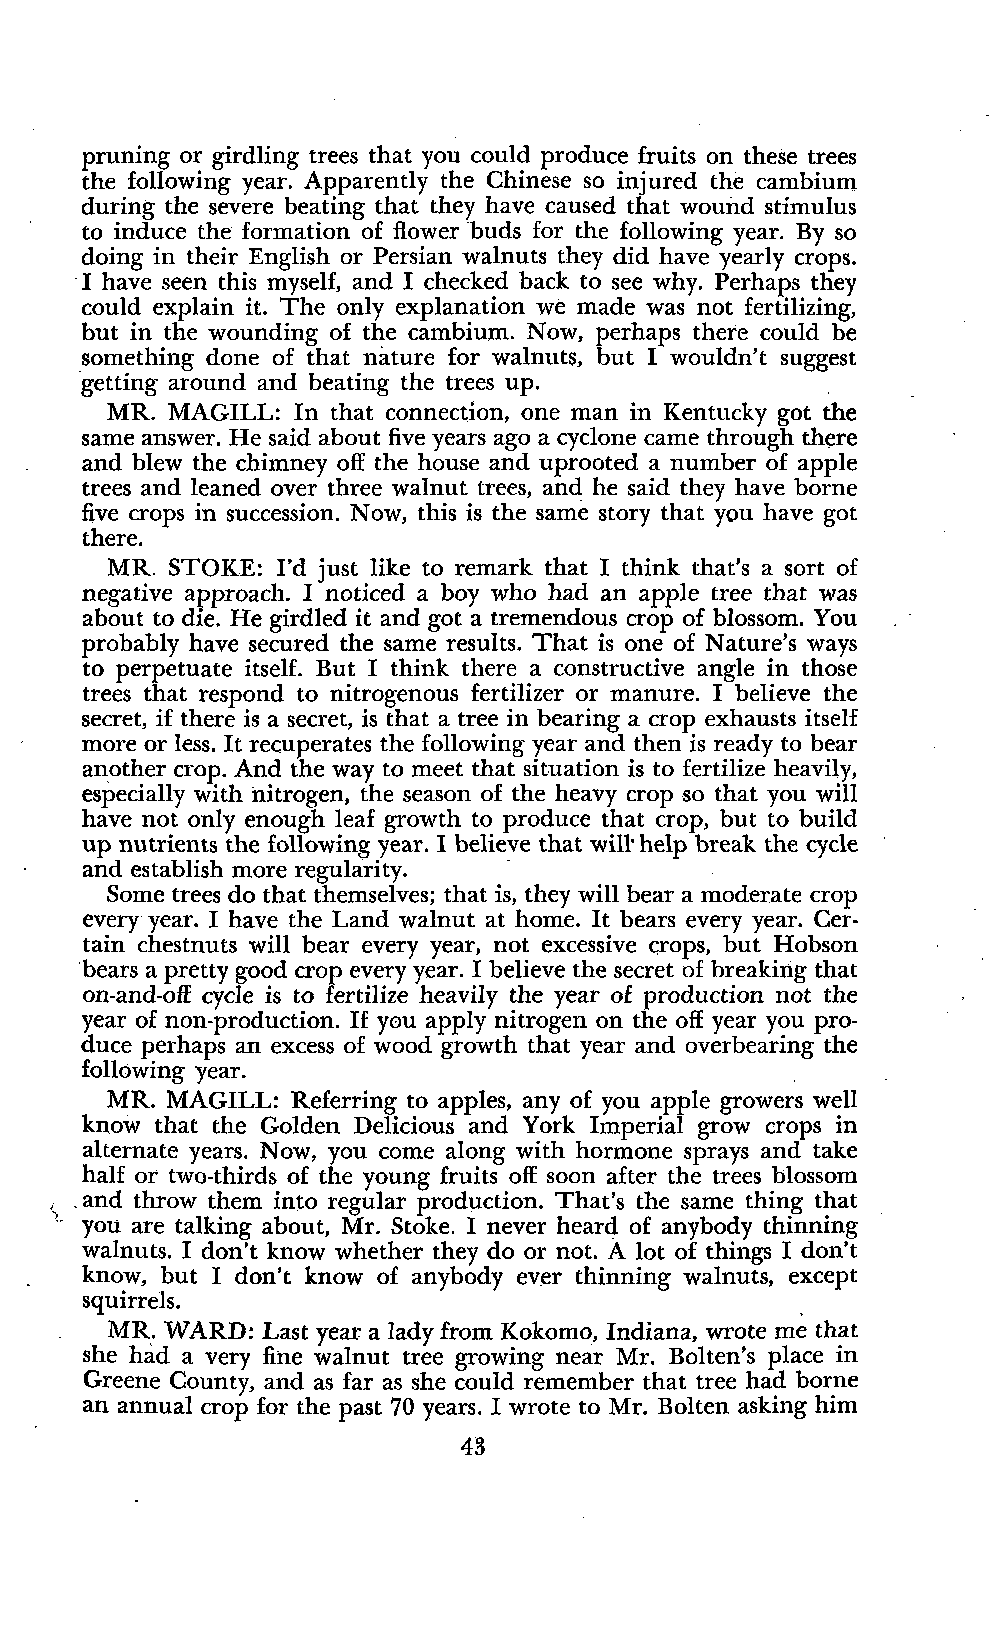 pruning or girdling trees that you could produce fruits on these trees
the following year. Apparently the Chinese so injured the cambium
during the severe beating that they have caused that wound stimulus
to induce the formation of flower buds for the following year. By so
doing in their English or Persian walnuts they did have yearly crops.
I have seen this myself, and I checked back to see why. Perhaps they
could explain it. The only explanation we made was not fertilizing,
but in the wounding of the cambium. Now, perhaps there could be
something done of that nature for walnuts, but I wouldn't suggest
getting around and beating the trees up.
MR. MAGILL: In that connection, one man in Kentucky got the
same answer. He said about five years ago a cyclone came through there
and blew the chimney off the house and uprooted a number of apple
trees and leaned over three walnut trees, and he said they have borne
five crops in succession. Now, this is the same story that you have got
there.
MR. STOKE: I'd just like to remark that I think that's a sort of
negative approach. I noticed a boy who had an apple tree that was
about to die. He girdled it and got a tremendous crop of blossom. You
probably have secured the same results. That is one of Nature's ways
to perpetuate itself. But I think there a constructive angle in those
trees that respond to nitrogenous fertilizer or manure. I believe the
secret, if there is a secret, is that a tree in bearing a crop exhausts itself
more or less. It recuperates the following year and then is ready to bear
another crop. And the way to meet that situation is to fertilize heavily,
especially with nitrogen, the season of the heavy crop so that you will
have not only enough leaf growth to produce that crop, but to build
up nutrients the following year. I believe that will help break the cycle
and establish more regularity.
Some trees do that themselves; that is, they will bear a moderate crop
every year. I have the Land walnut at home. It bears every year. Cer-
tain chestnuts will bear every year, not excessive crops, but Hobson
bears a pretty good crop every year. I believe the secret of breaking that
on-and-off cycle is to fertilize heavily the year of production not the
year of non-production. If you apply nitrogen on the off year you pro-
duce perhaps an excess of wood growth that year and overbearing the
following year.
MR. MAGILL: Referring to apples, any of you apple growers well
know that the Golden Delicious and York Imperial grow crops in
alternate years. Now, you come along with hormone sprays and take
half or two-thirds of the young fruits off soon after the trees blossom
and throw them into regular production. That's the same thing that
you are talking about, Mr. Stoke. I never heard of anybody thinning
walnuts. I don't know whether they do or not. A lot of things I don't
know, but I don't know of anybody ever thinning walnuts, except
squirrels.
MR. WARD: Last year a lady from Kokomo, Indiana, wrote me that
she had a very fine walnut tree growing near Mr. Bolten's place in
Greene County, and as far as she could remember that tree had borne
an annual crop for the past 70 years. I wrote to Mr. Bolten asking him
43